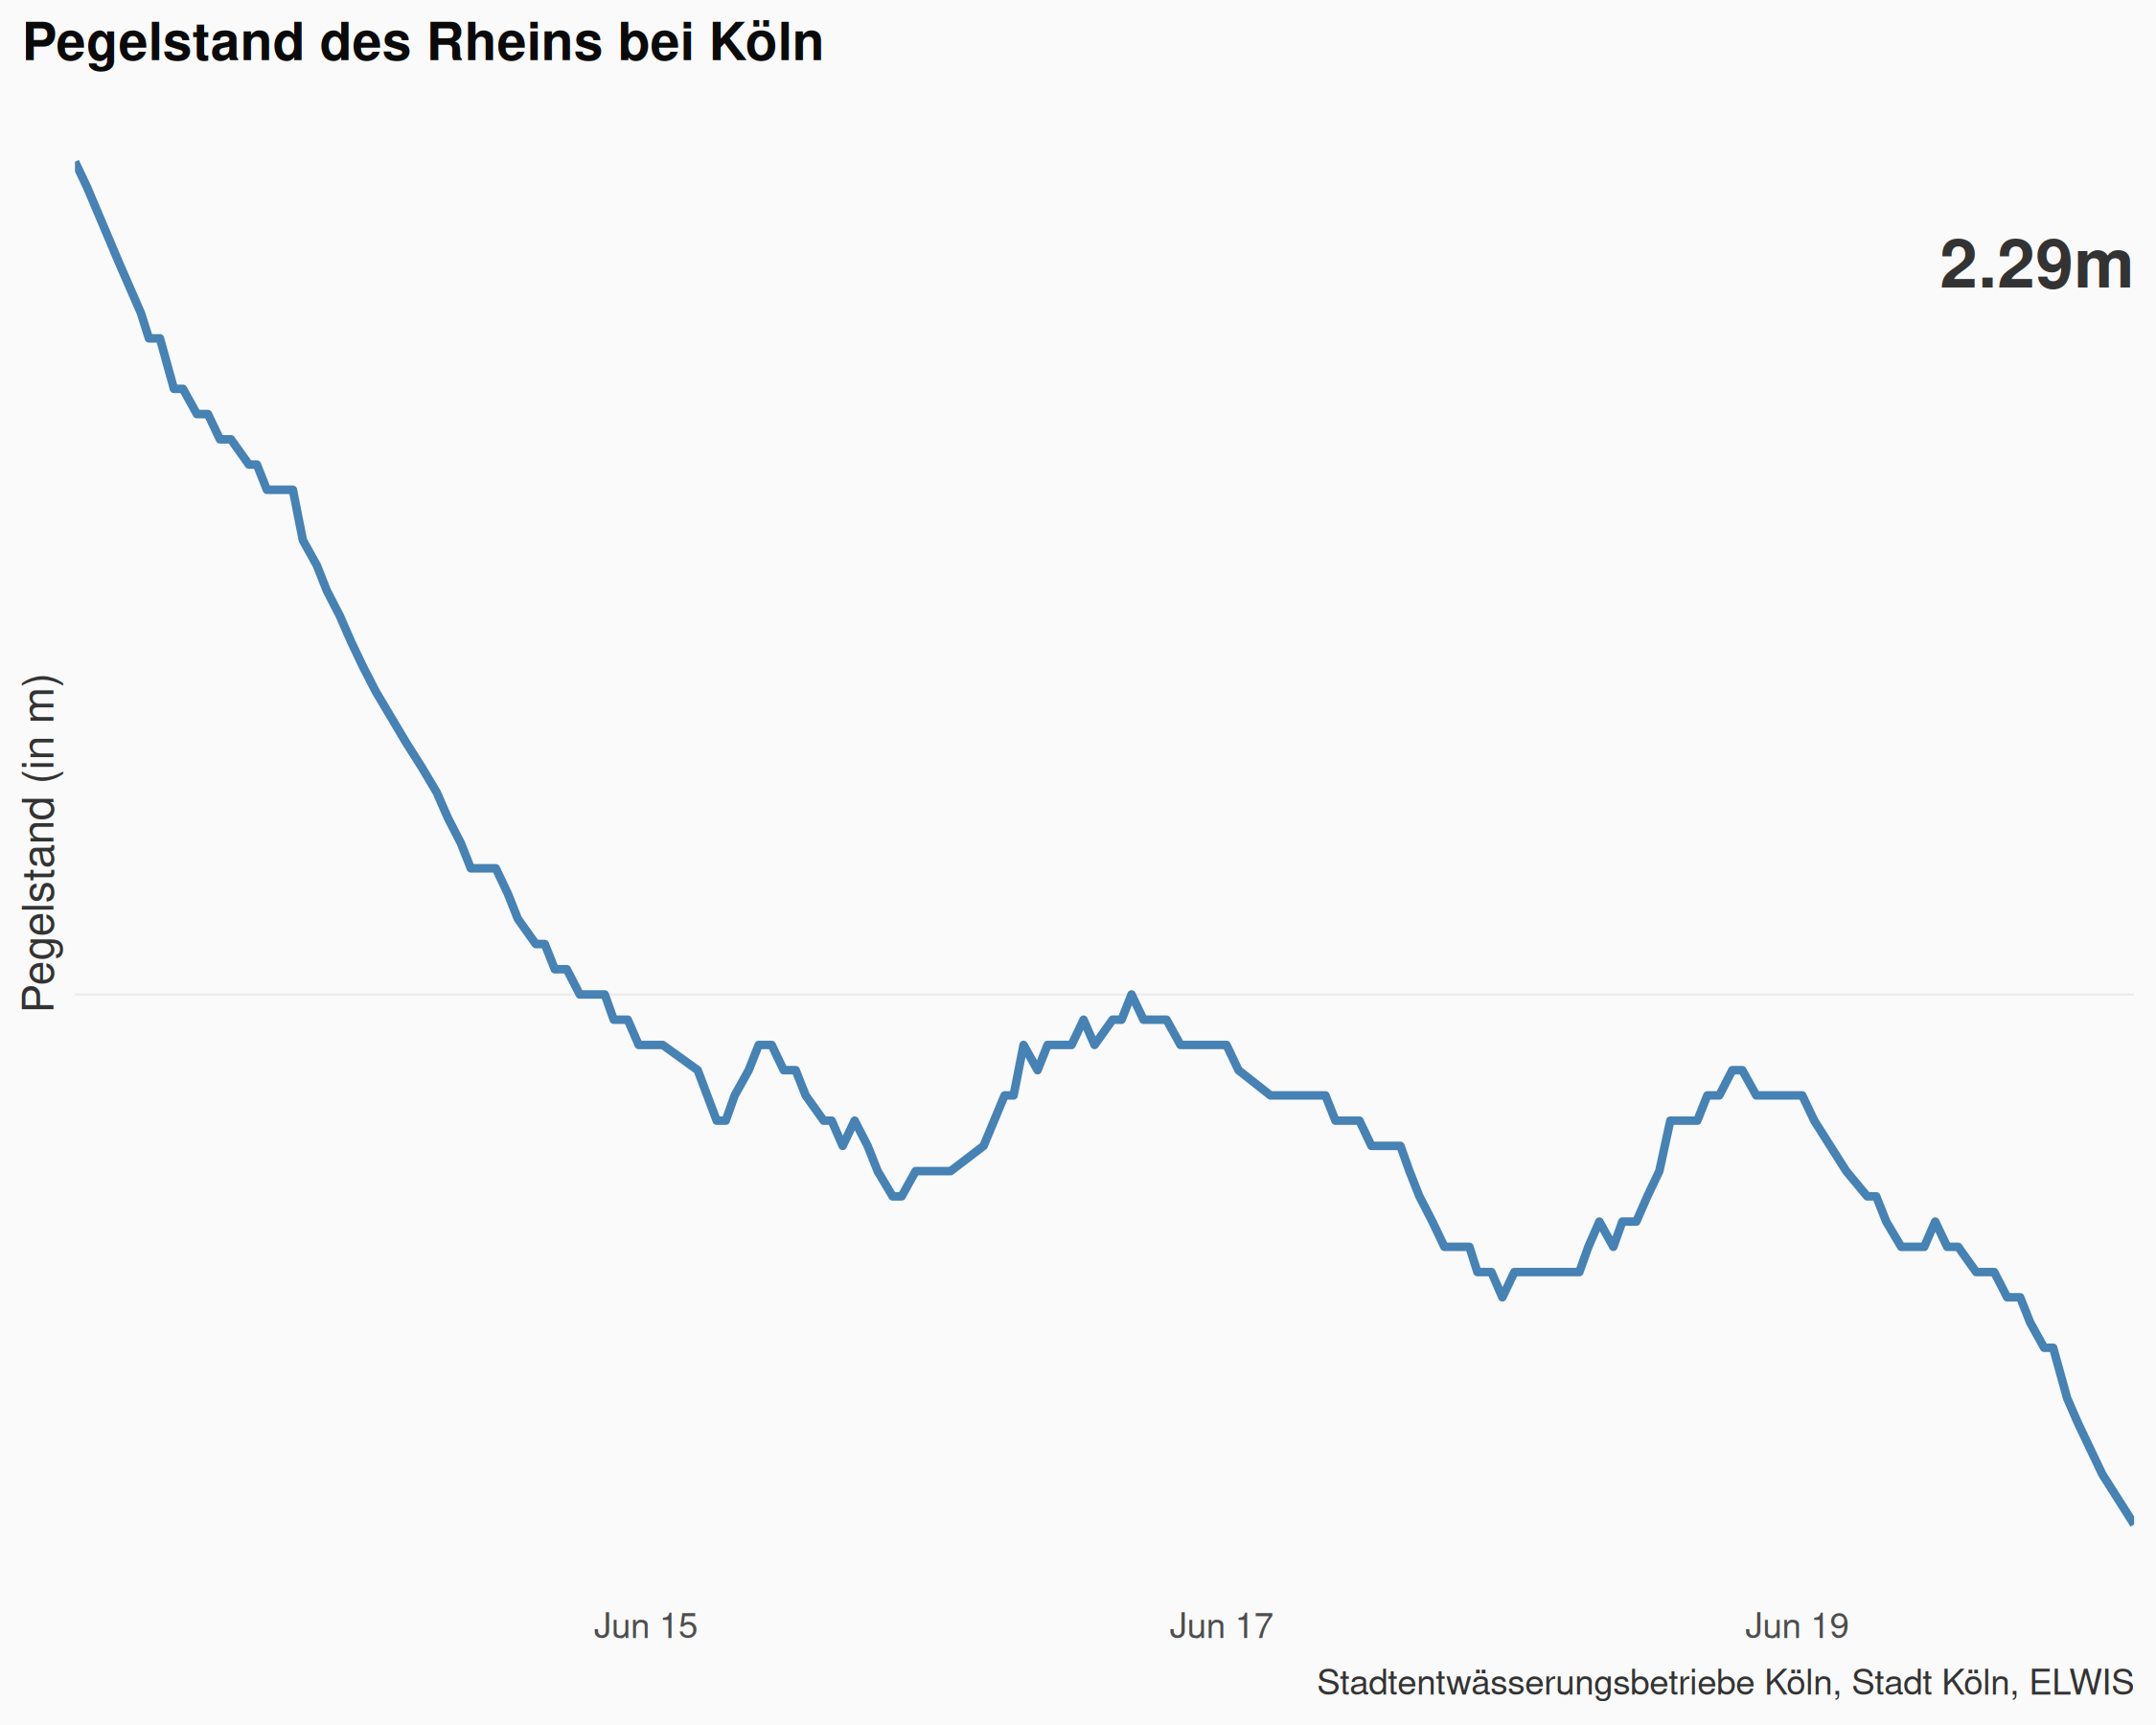 Pegelstand des Rheins bei Köln
2.29m
Pegelstand (in m)
Jun 15
Jun 17
Jun 19
Stadtentwässerungsbetriebe Köln, Stadt Köln, ELWIS